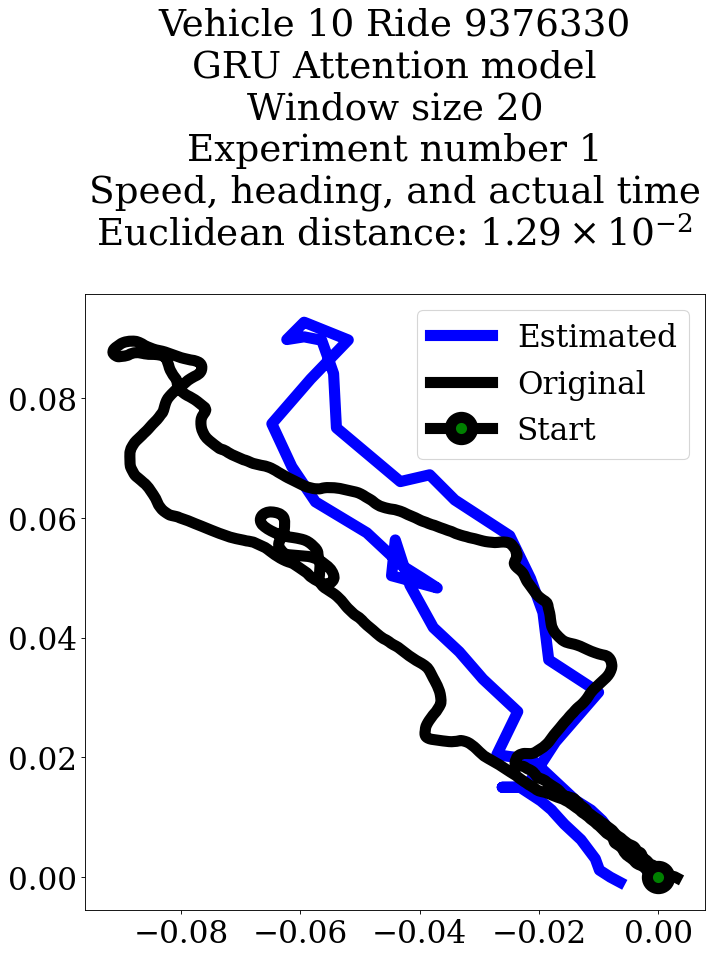 Vehicle 10 Ride 9376330
GRU Attention model
Window size 20
Experiment number 1
Speed, heading, and actual time
Euclidean distance: 1.29 × 10⁻²
Estimated
Original
Start
0.08
0.06
0.04
0.02
0.00
−0.08 −0.06 −0.04 −0.02 0.00